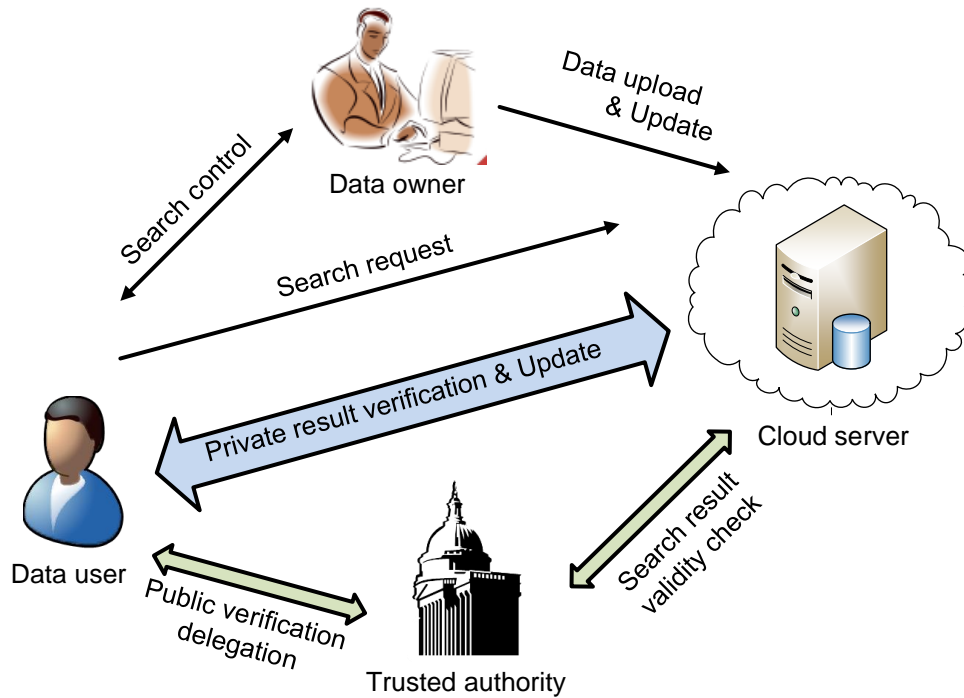 Data upload
& Update
Data owner
Search control
Search request
Private result verification & Update
Cloud server
Search result
validity check
Data user
Public verification
delegation
Trusted authority